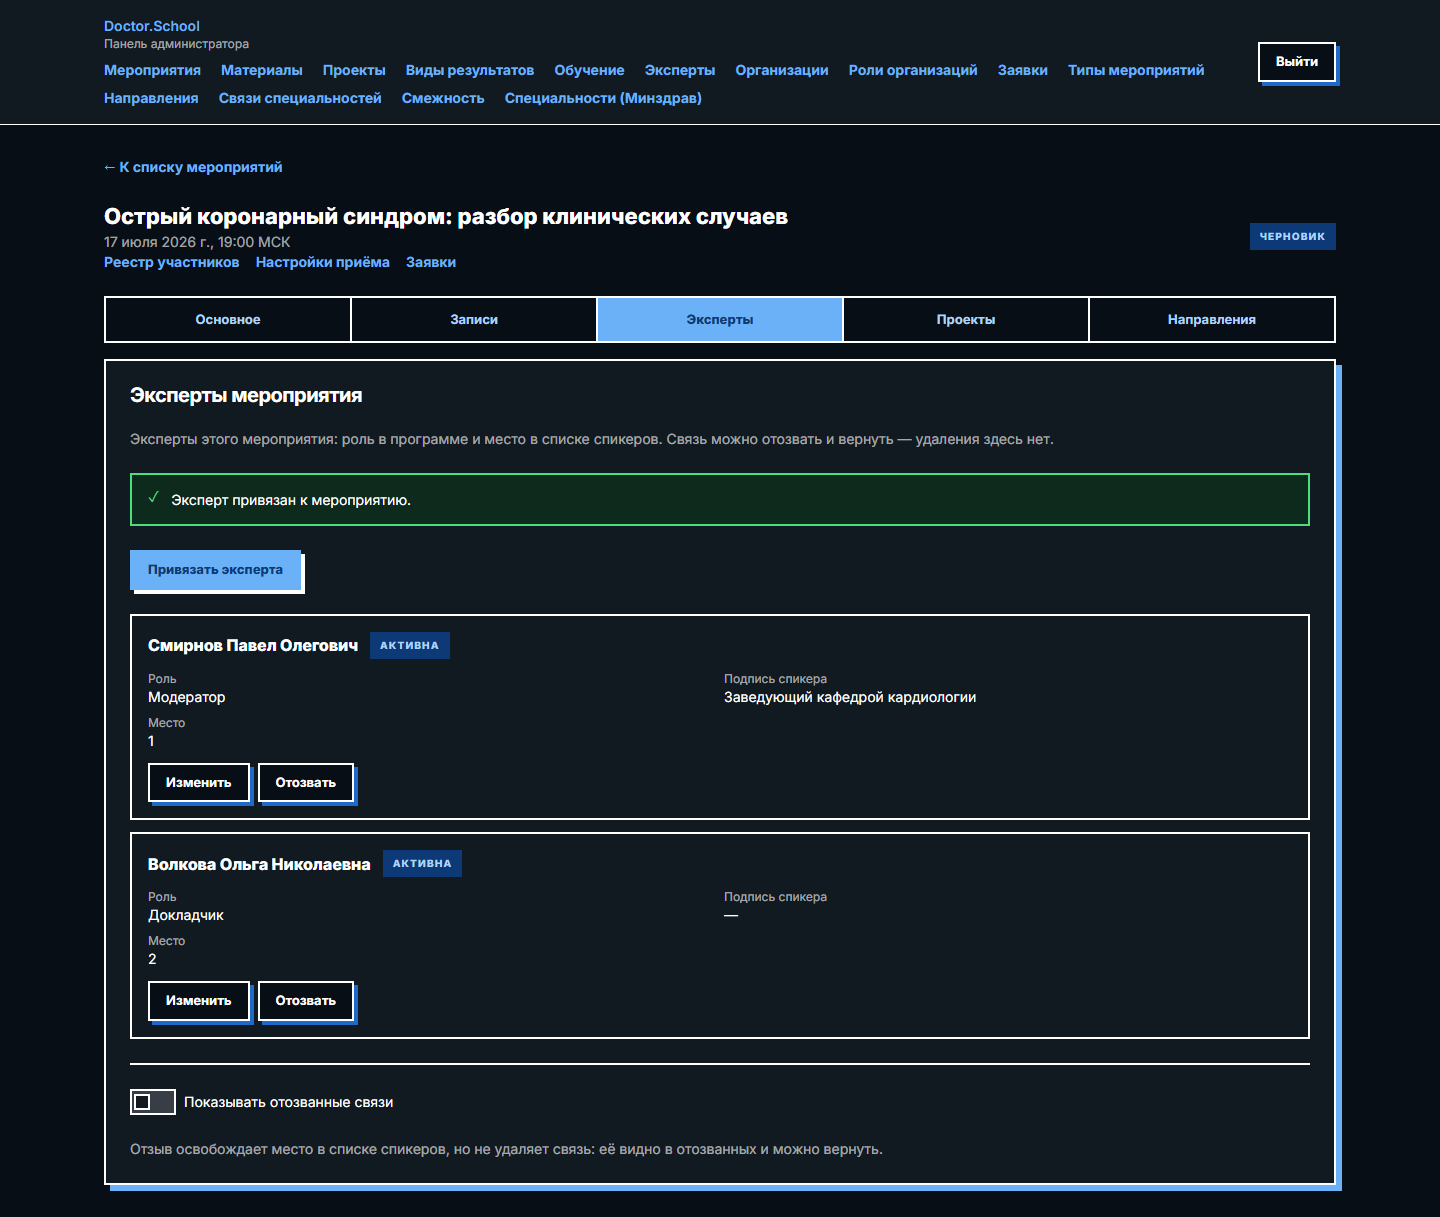 Doctor.School
Панель администратора
Мероприятия Материалы Проекты Виды результатов Обучение Эксперты Организации Роли организаций Заявки Типы мероприятий
Направления Связи специальностей Смежность Специальности (Минздрав)
Выйти
← К списку мероприятий
Острый коронарный синдром: разбор клинических случаев
17 июля 2026 г., 19:00 МСК
ЧЕРНОВИК
Реестр участников Настройки приёма Заявки
Основное Записи Эксперты Проекты Направления
Эксперты мероприятия
Эксперты этого мероприятия: роль в программе и место в списке спикеров. Связь можно отозвать и вернуть — удаления здесь нет.
✓ Эксперт привязан к мероприятию.
Привязать эксперта
Смирнов Павел Олегович АКТИВНА
Роль Подпись спикера
Модератор Заведующий кафедрой кардиологии
Место
1
Изменить Отозвать
Волкова Ольга Николаевна АКТИВНА
Роль Подпись спикера
Докладчик —
Место
2
Изменить Отозвать
Показывать отозванные связи
Отзыв освобождает место в списке спикеров, но не удаляет связь: её видно в отозванных и можно вернуть.